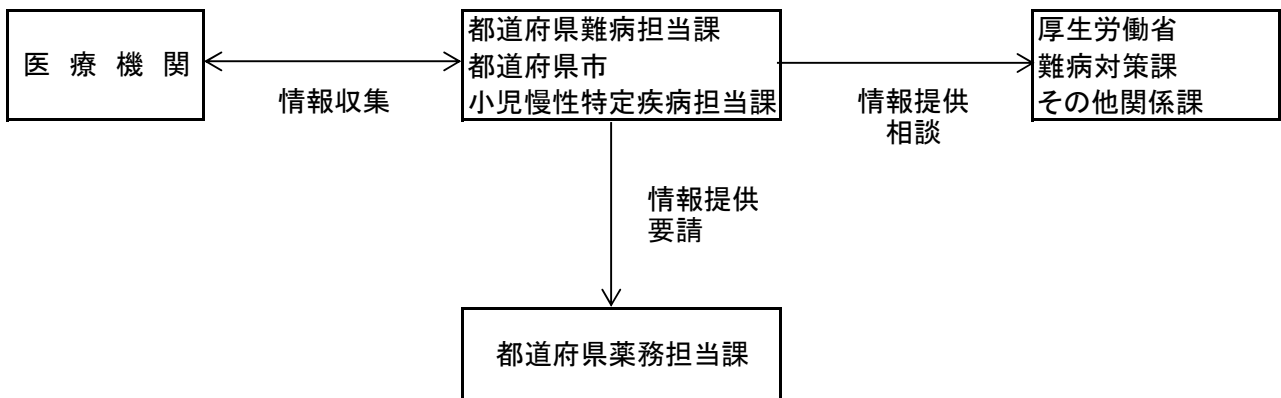 医療機関
情報収集
都道府県難病担当課
都道府県市
小児慢性特定疾病担当課
情報提供
相談
厚生労働省
難病対策課
その他関係課
情報提供
要請
都道府県薬務担当課